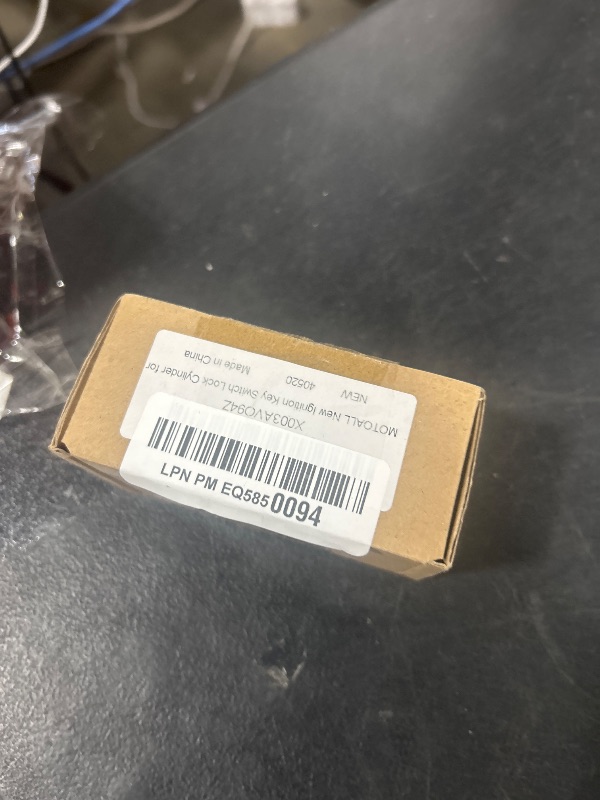 X003AVO94Z
MOTOALL New Ignition Key Switch Lock Cylinder for
NEW
40520
Made in China
LPN PM EQ5850094